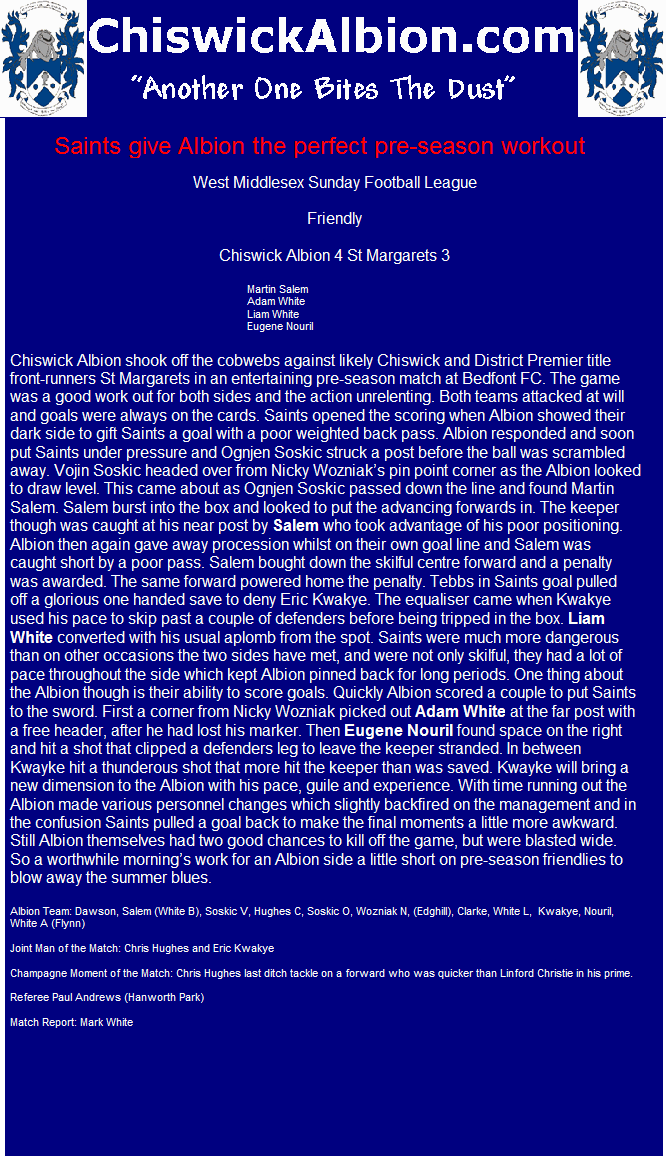 ChiswickAlbion.com
"Another One Bites The Dust"
Saints give Albion the perfect pre-season workout
West Middlesex Sunday Football League
Friendly
Chiswick Albion 4 St Margarets 3
Martin Salem
Adam White
Liam White
Eugene Nouril
Chiswick Albion shook off the cobwebs against likely Chiswick and District Premier title
front-runners St Margarets in an entertaining pre-season match at Bedfont FC. The game
was a good work out for both sides and the action unrelenting. Both teams attacked at will
and goals were always on the cards. Saints opened the scoring when Albion showed their
dark side to gift Saints a goal with a poor weighted back pass. Albion responded and soon
put Saints under pressure and Ognjen Soskic struck a post before the ball was scrambled
away. Vojin Soskic headed over from Nicky Wozniak's pin point corner as the Albion looked
to draw level. This came about as Ognjen Soskic passed down the line and found Martin
Salem. Salem burst into the box and looked to put the advancing forwards in. The keeper
though was caught at his near post by Salem who took advantage of his poor positioning.
Albion then again gave away procession whilst on their own goal line and Salem was
caught short by a poor pass. Salem bought down the skilful centre forward and a penalty
was awarded. The same forward powered home the penalty. Tebbs in Saints goal pulled
off a glorious one handed save to deny Eric Kwakye. The equaliser came when Kwakye
used his pace to skip past a couple of defenders before being tripped in the box. Liam
White converted with his usual aplomb from the spot. Saints were much more dangerous
than on other occasions the two sides have met, and were not only skilful, they had a lot of
pace throughout the side which kept Albion pinned back for long periods. One thing about
the Albion though is their ability to score goals. Quickly Albion scored a couple to put Saints
to the sword. First a corner from Nicky Wozniak picked out Adam White at the far post with
a free header, after he had lost his marker. Then Eugene Nouril found space on the right
and hit a shot that clipped a defenders leg to leave the keeper stranded. In between
Kwayke hit a thunderous shot that more hit the keeper than was saved. Kwayke will bring a
new dimension to the Albion with his pace, guile and experience. With time running out the
Albion made various personnel changes which slightly backfired on the management and in
the confusion Saints pulled a goal back to make the final moments a little more awkward.
Still Albion themselves had two good chances to kill off the game, but were blasted wide.
So a worthwhile morning's work for an Albion side a little short on pre-season friendlies to
blow away the summer blues.
Albion Team: Dawson, Salem (White B), Soskic V, Hughes C, Soskic O, Wozniak N, (Edghill), Clarke, White L, Kwakye, Nouril,
White A (Flynn)
Joint Man of the Match: Chris Hughes and Eric Kwakye
Champagne Moment of the Match: Chris Hughes last ditch tackle on a forward who was quicker than Linford Christie in his prime.
Referee Paul Andrews (Hanworth Park)
Match Report: Mark White